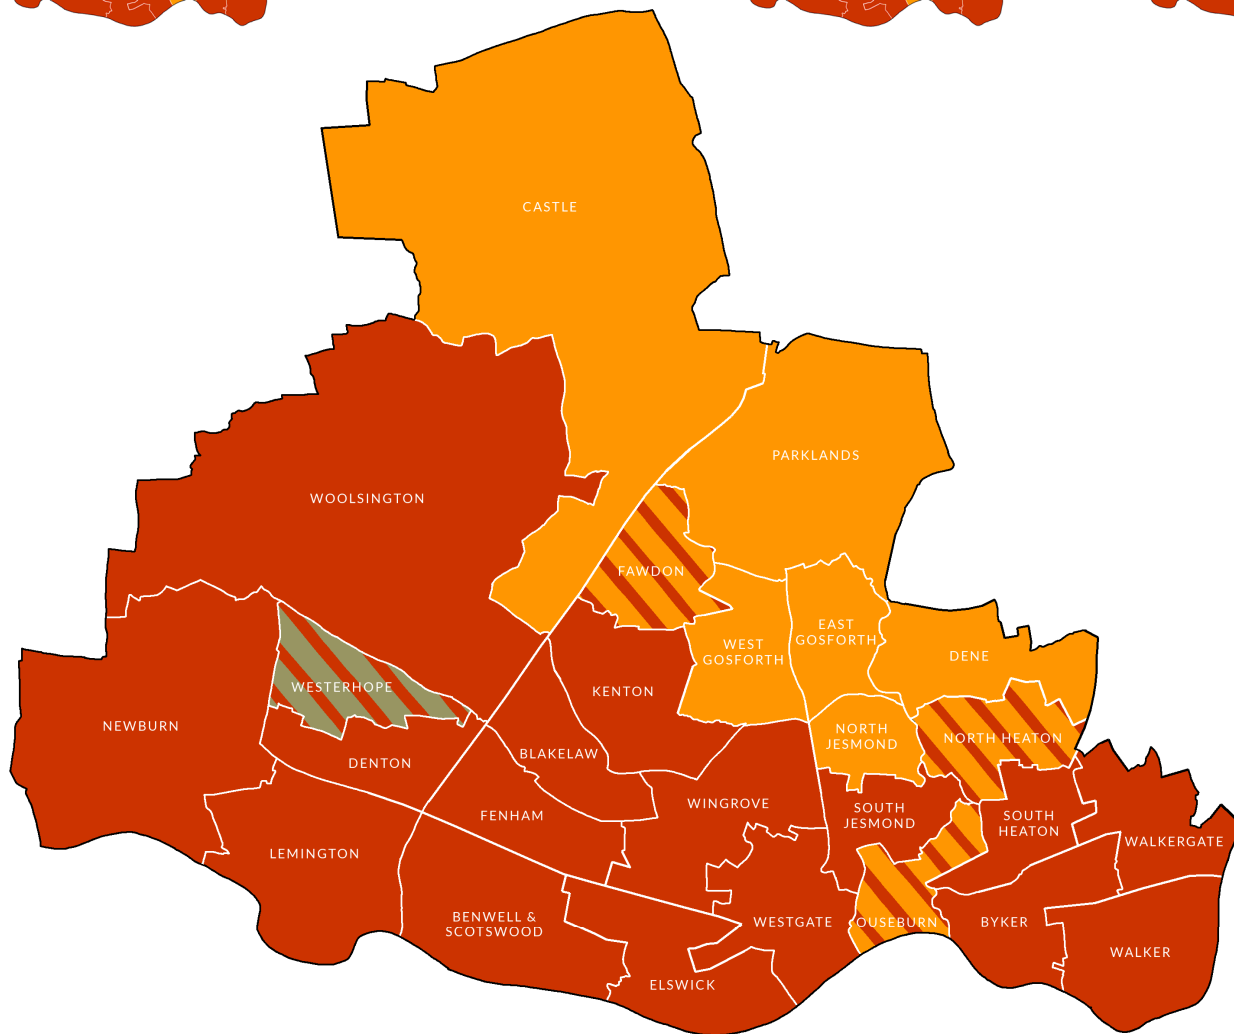 CASTLE
PARKLANDS
WOOLSINGTON
FAWDON
EAST
GOSFORTH
WEST
GOSFORTH
DENE
WESTERHOPE
KENTON
NEWBURN
NORTH
JESMOND
NORTH HEATON
DENTON
BLAKELAW
WINGROVE
FENHAM
SOUTH
JESMOND
SOUTH
HEATON
WALKERGATE
LEMINGTON
BENWELL &
SCOTSWOOD
WESTGATE
OUSEBURN
BYKER
WALKER
ELSWICK